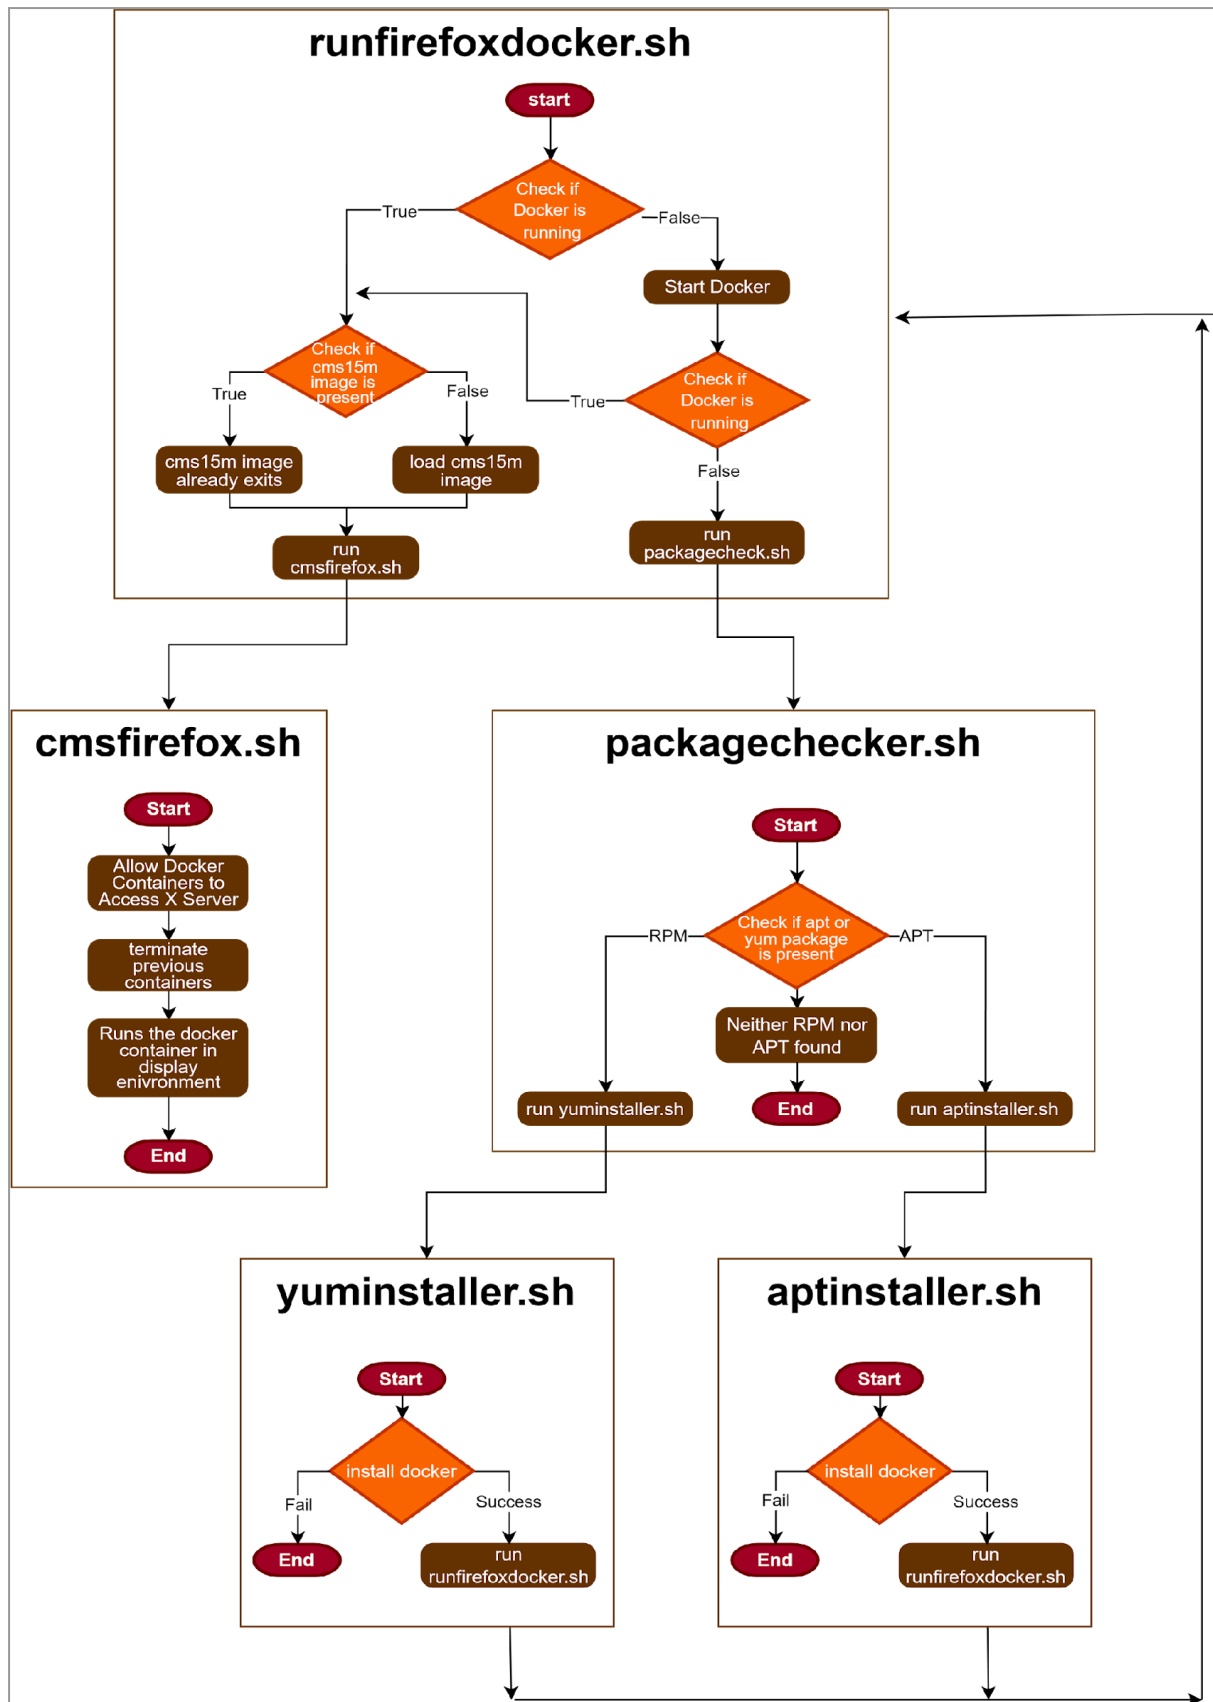 runfirefoxdocker.sh
start
Check if
Docker is
running
True
False
Start Docker
Check if
cms15m
image is
present
Check if
Docker is
running
True
False
True
cms15m image
already exits
load cms15m
image
False
run
cmsfirefox.sh
run
packagecheck.sh
cmsfirefox.sh
Start
Allow Docker
Containers to
Access X Server
terminate
previous
containers
Runs the docker
container in
display
enivronment
End
packagechecker.sh
Start
Check if apt or
yum package
is present
RPM
APT
Neither RPM nor
APT found
run yuminstaller.sh
End
run aptinstaller.sh
yuminstaller.sh
Start
install docker
Fail
Success
End
run
runfirefoxdocker.sh
aptinstaller.sh
Start
install docker
Fail
Success
End
run
runfirefoxdocker.sh